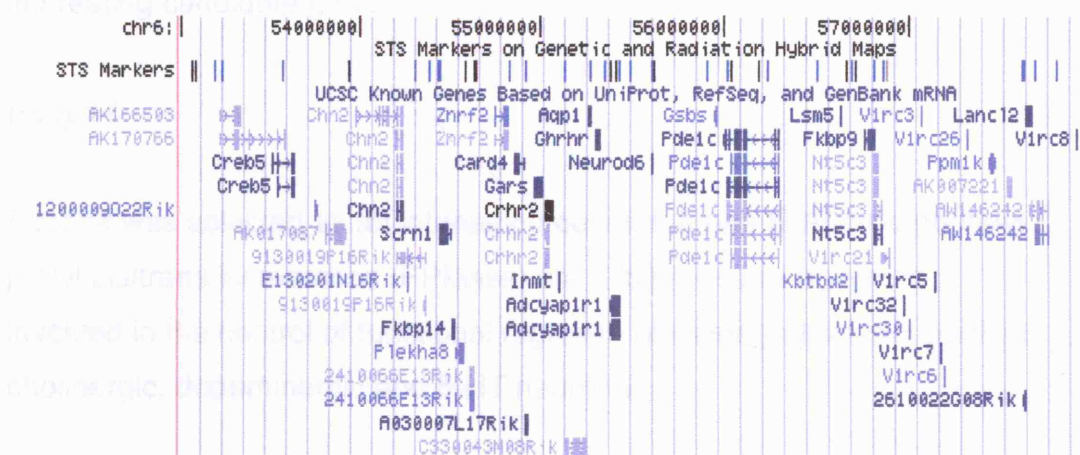 chr6: 54000000 55000000 56000000 57000000
STS Markers on Genetic and Radiation Hybrid Maps
STS Markers
UCSC Known Genes Based on UniProt, RefSeq, and GenBank mRNA
AK166503 Chn2 Znrf2 Aqp1 Gsbs Lsm5 V1rc3 Lancl2
AK170766 Chn2 Znrf2 Ghrhr Pde1c Fkbp9 V1rc26 V1rc8
Creb5 Chn2 Card4 Neurod6 Pde1c Nt5c3 Ppm1k
Creb5 Chn2 Gars Pde1c Nt5c3 AK007221
1200009O22Rik Chn2 Crhr2 Pde1c Nt5c3 AW146242
AK017087 Scrn1 Crhr2 Pde1c Nt5c3 AW146242
9130019P16Rik Crhr2 Pde1c V1rc21
E130201N16Rik Inmt Kbtbd2 V1rc5
9130019P16Rik Adcyap1r1 V1rc32
Fkbp14 Adcyap1r1 V1rc30
Plekha8 V1rc7
2410066E13Rik V1rc6
2410066E13Rik 2610022G08Rik
A030007L17Rik
C330043M08Rik